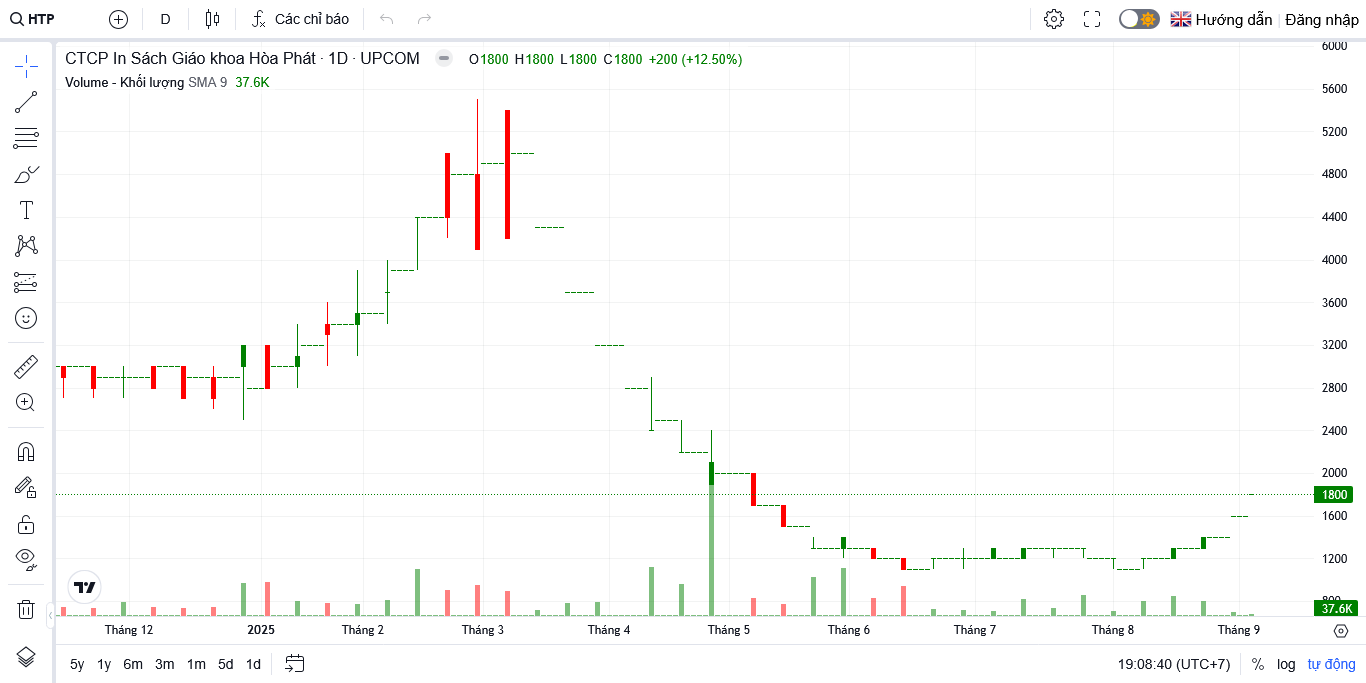 HTP D Các chỉ báo Hướng dẫn Đăng nhập
CTCP In Sách Giáo khoa Hòa Phát · 1D · UPCOM O1800 H1800 L1800 C1800 +200 (+12.50%)
Volume - Khối lượng SMA 9 37.6K
6000
5600
5200
4800
4400
4000
3600
3200
2800
2400
2000
1800
1600
1200
800
37.6K
Tháng 12 2025 Tháng 2 Tháng 3 Tháng 4 Tháng 5 Tháng 6 Tháng 7 Tháng 8 Tháng 9
5y 1y 6m 3m 1m 5d 1d 19:08:40 (UTC+7) % log tự động